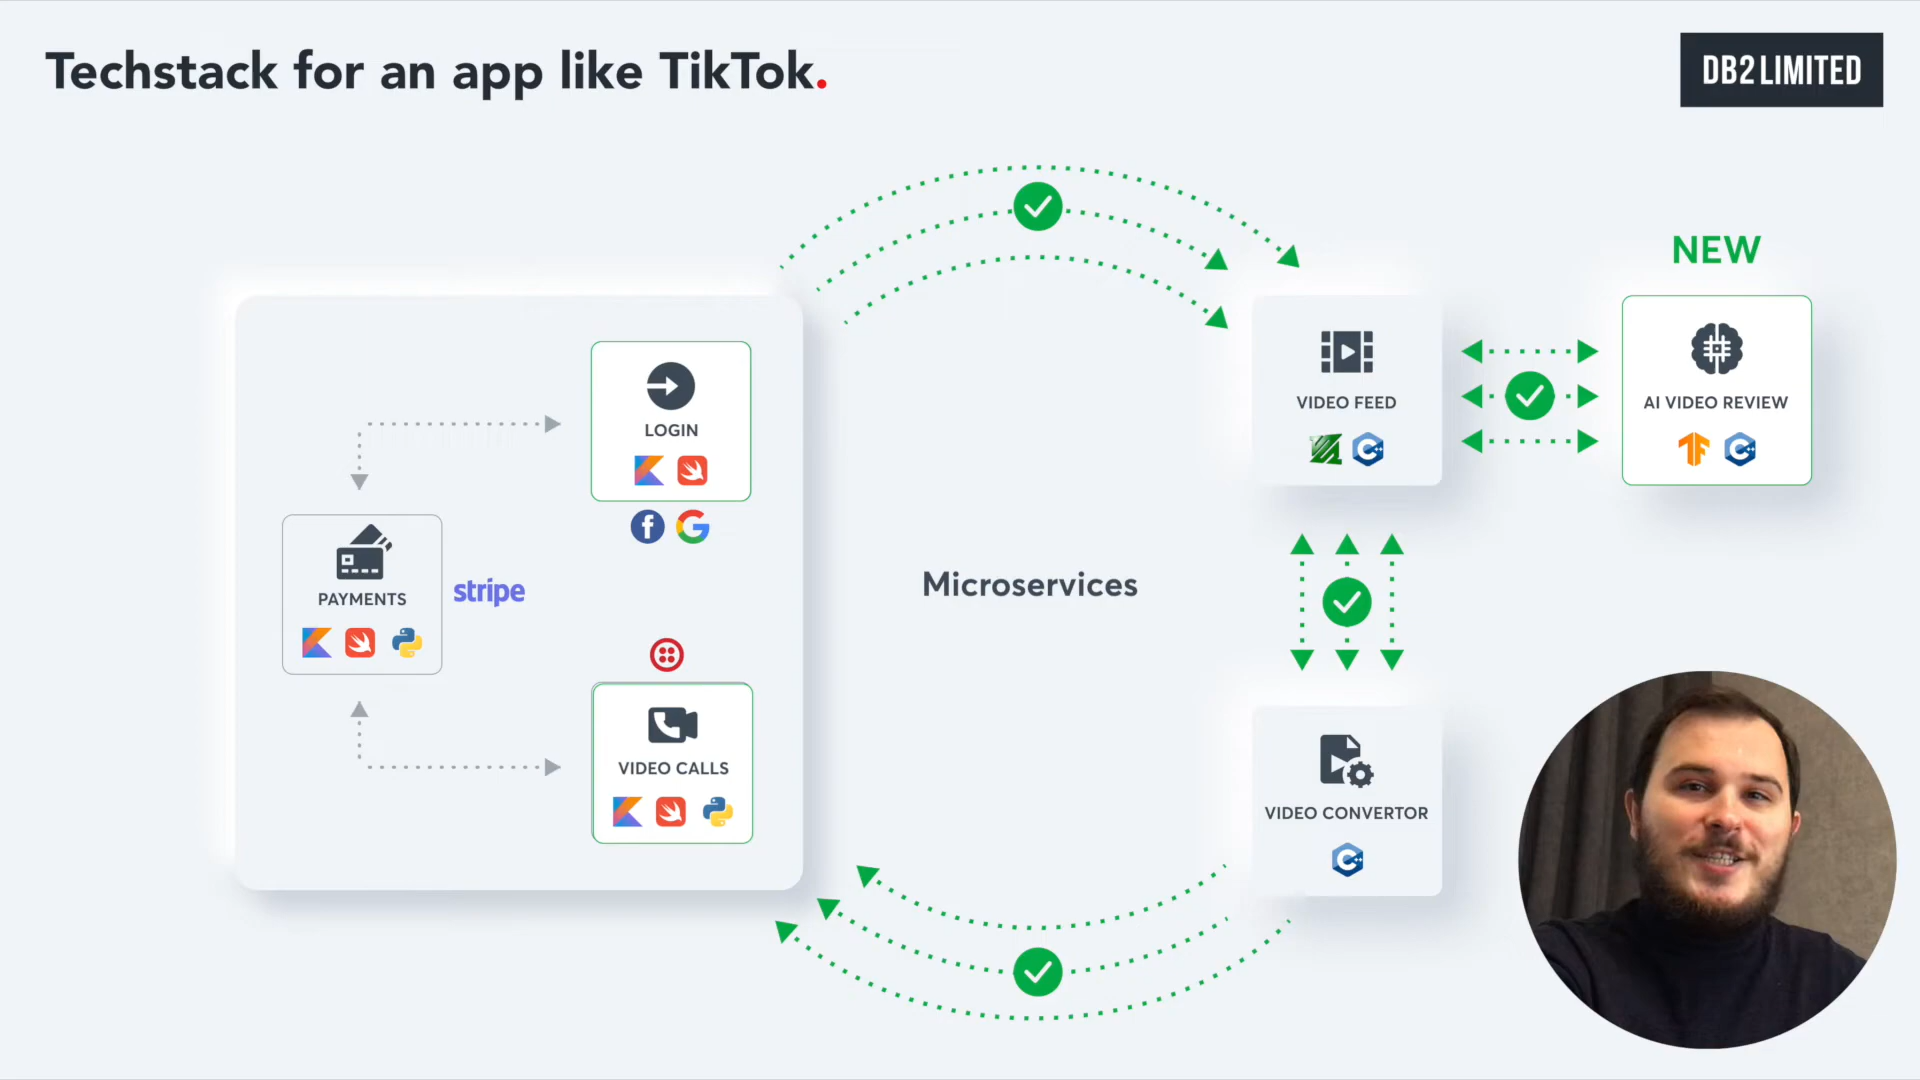 Techstack for an app like TikTok.
DB2 LIMITED
NEW
LOGIN
VIDEO FEED
AI VIDEO REVIEW
PAYMENTS
stripe
Microservices
VIDEO CALLS
VIDEO CONVERTOR